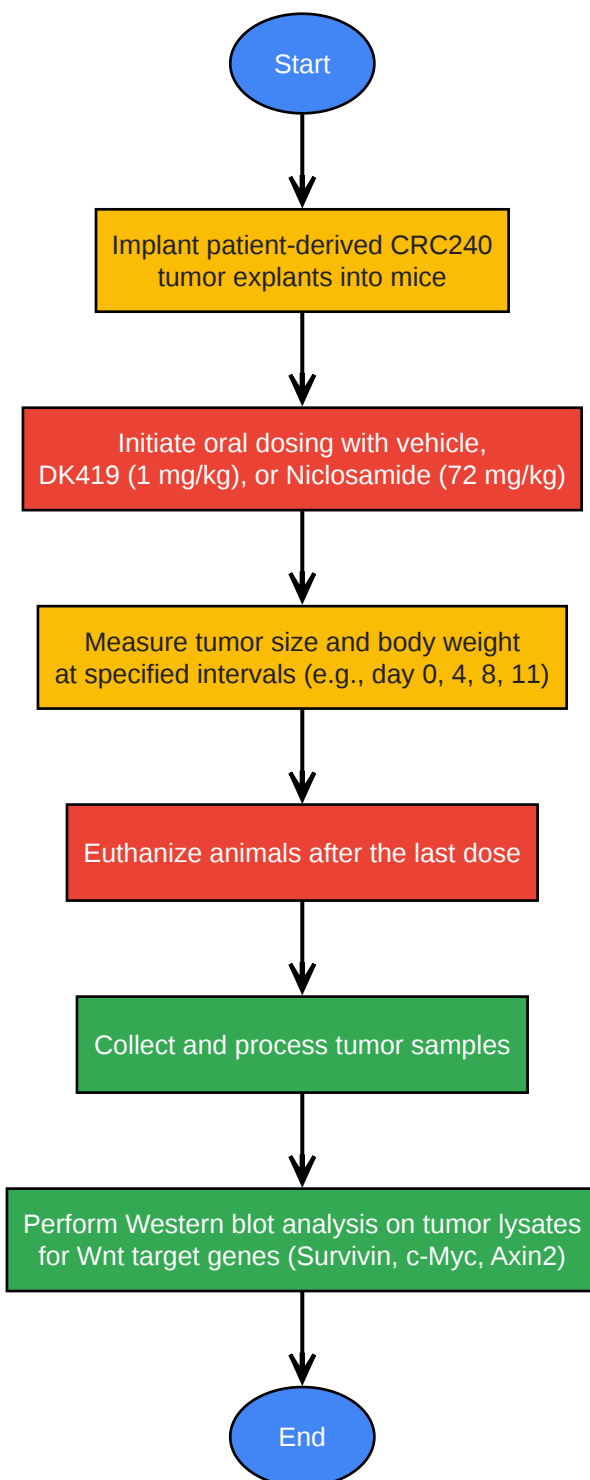 Start
Implant patient-derived CRC240
tumor explants into mice
Initiate oral dosing with vehicle,
DK419 (1 mg/kg), or Niclosamide (72 mg/kg)
Measure tumor size and body weight
at specified intervals (e.g., day 0, 4, 8, 11)
Euthanize animals after the last dose
Collect and process tumor samples
Perform Western blot analysis on tumor lysates
for Wnt target genes (Survivin, c-Myc, Axin2)
End